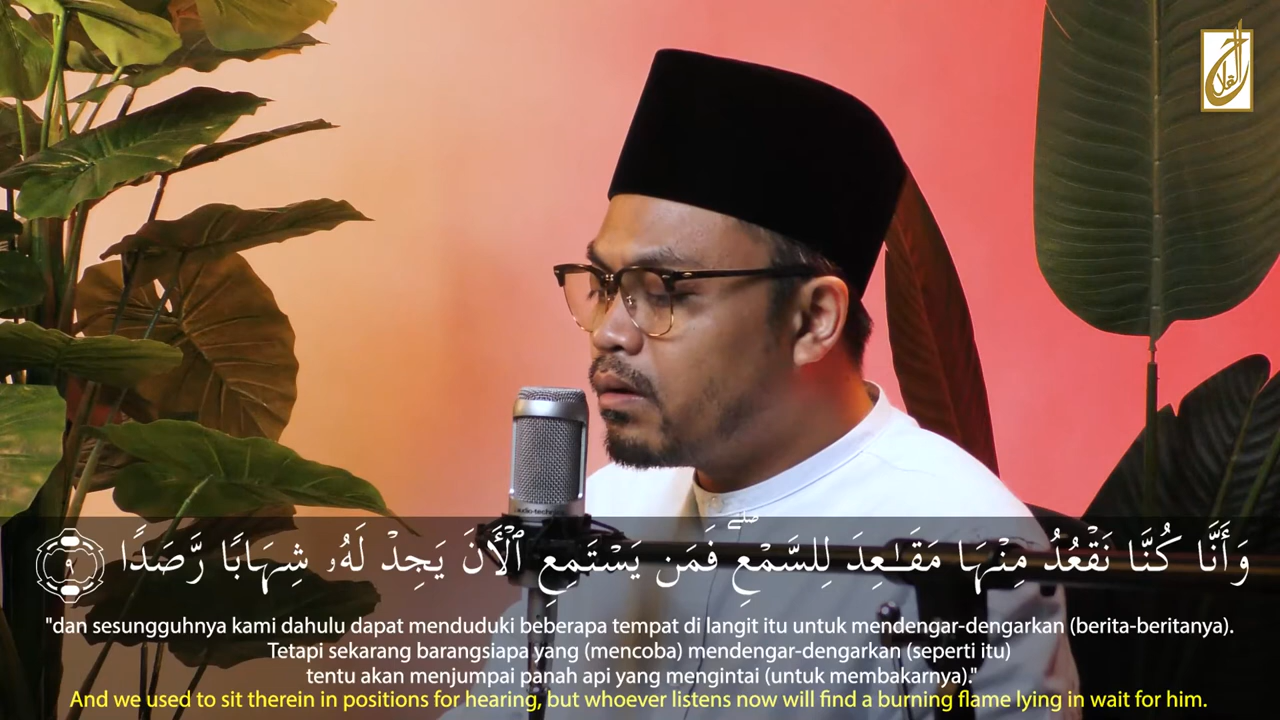 القلا
audio-technica
وَأَنَّا كُنَّا نَقْعُدُ مِنْهَا مَقَـٰعِدَ لِلسَّمْعِ ۖ فَمَن يَسْتَمِعِ ٱلْأَنَ يَجِدْ لَهُۥ شِهَابًا رَّصَدًا ٩
"dan sesungguhnya kami dahulu dapat menduduki beberapa tempat di langit itu untuk mendengar-dengarkan (berita-beritanya).
Tetapi sekarang barangsiapa yang (mencoba) mendengar-dengarkan (seperti itu)
tentu akan menjumpai panah api yang mengintai (untuk membakarnya)."
And we used to sit therein in positions for hearing, but whoever listens now will find a burning flame lying in wait for him.